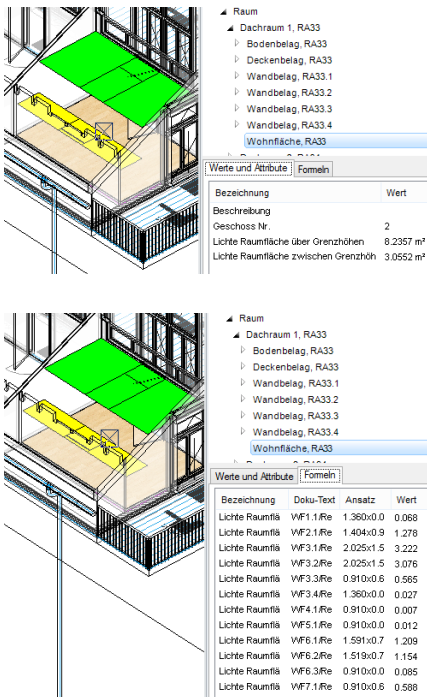 Raum
Dachraum 1, RA33
Bodenbelag, RA33
Deckenbelag, RA33
Wandbelag, RA33.1
Wandbelag, RA33.2
Wandbelag, RA33.3
Wandbelag, RA33.4
Wohnfläche, RA33
Werte und Attribute Formeln
Bezeichnung Wert
Beschreibung
Geschoss Nr. 2
Lichte Raumfläche über Grenzhöhen 8.2357 m²
Lichte Raumfläche zwischen Grenzhöh 3.0552 m²
Raum
Dachraum 1, RA33
Bodenbelag, RA33
Deckenbelag, RA33
Wandbelag, RA33.1
Wandbelag, RA33.2
Wandbelag, RA33.3
Wandbelag, RA33.4
Wohnfläche, RA33
Werte und Attribute Formeln
Bezeichnung Doku-Text Ansatz Wert
Lichte Raumflä WF1.1/Re 1.360x0.0 0.068
Lichte Raumflä WF2.1/Re 1.404x0.9 1.278
Lichte Raumflä WF3.1/Re 2.025x1.5 3.222
Lichte Raumflä WF3.2/Re 2.025x1.5 3.076
Lichte Raumflä WF3.3/Re 0.910x0.6 0.565
Lichte Raumflä WF3.4/Re 1.360x0.0 0.027
Lichte Raumflä WF4.1/Re 0.910x0.0 0.007
Lichte Raumflä WF5.1/Re 0.910x0.0 0.012
Lichte Raumflä WF6.1/Re 1.591x0.7 1.209
Lichte Raumflä WF6.2/Re 1.519x0.7 1.154
Lichte Raumflä WF6.3/Re 0.910x0.0 0.085
Lichte Raumflä WF7.1/Re 0.910x0.6 0.588